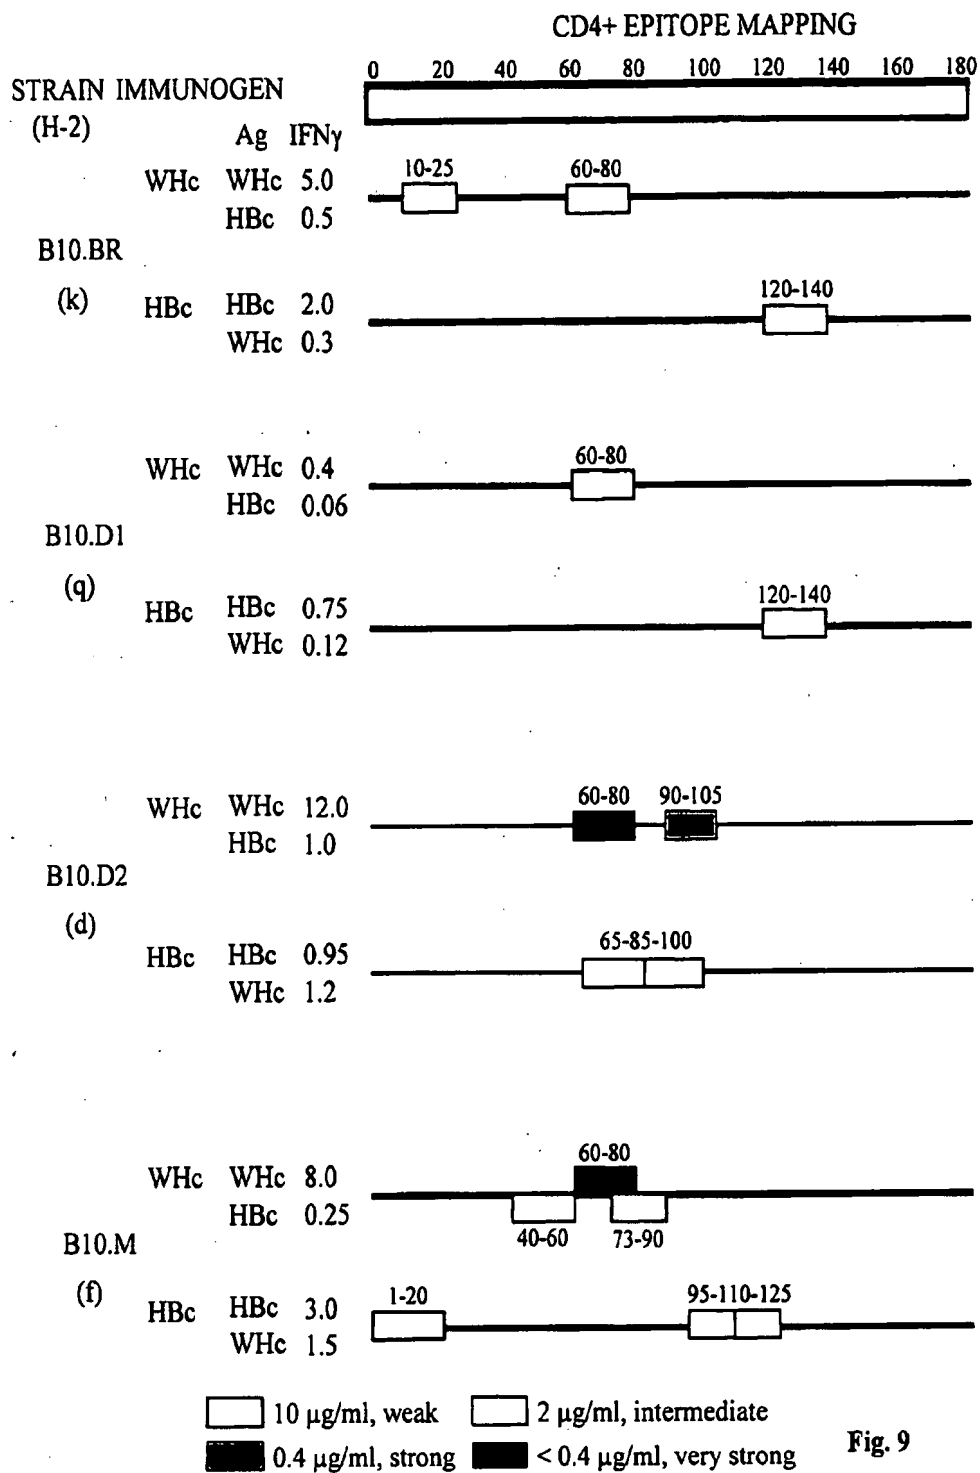 CD4+ EPITOPE MAPPING
0 20 40 60 80 100 120 140 160 180
STRAIN IMMUNOGEN
(H-2)
Ag IFNγ
10-25 60-80
WHc WHc 5.0
HBc 0.5
B10.BR
(k)
120-140
HBc HBc 2.0
WHc 0.3
60-80
WHc WHc 0.4
HBc 0.06
B10.D1
(q)
120-140
HBc HBc 0.75
WHc 0.12
60-80 90-105
WHc WHc 12.0
HBc 1.0
B10.D2
(d)
65-85-100
HBc HBc 0.95
WHc 1.2
60-80
WHc WHc 8.0
HBc 0.25
40-60 73-90
B10.M
(f)
1-20 95-110-125
HBc HBc 3.0
WHc 1.5
10 μg/ml, weak 2 μg/ml, intermediate
0.4 μg/ml, strong < 0.4 μg/ml, very strong
Fig. 9